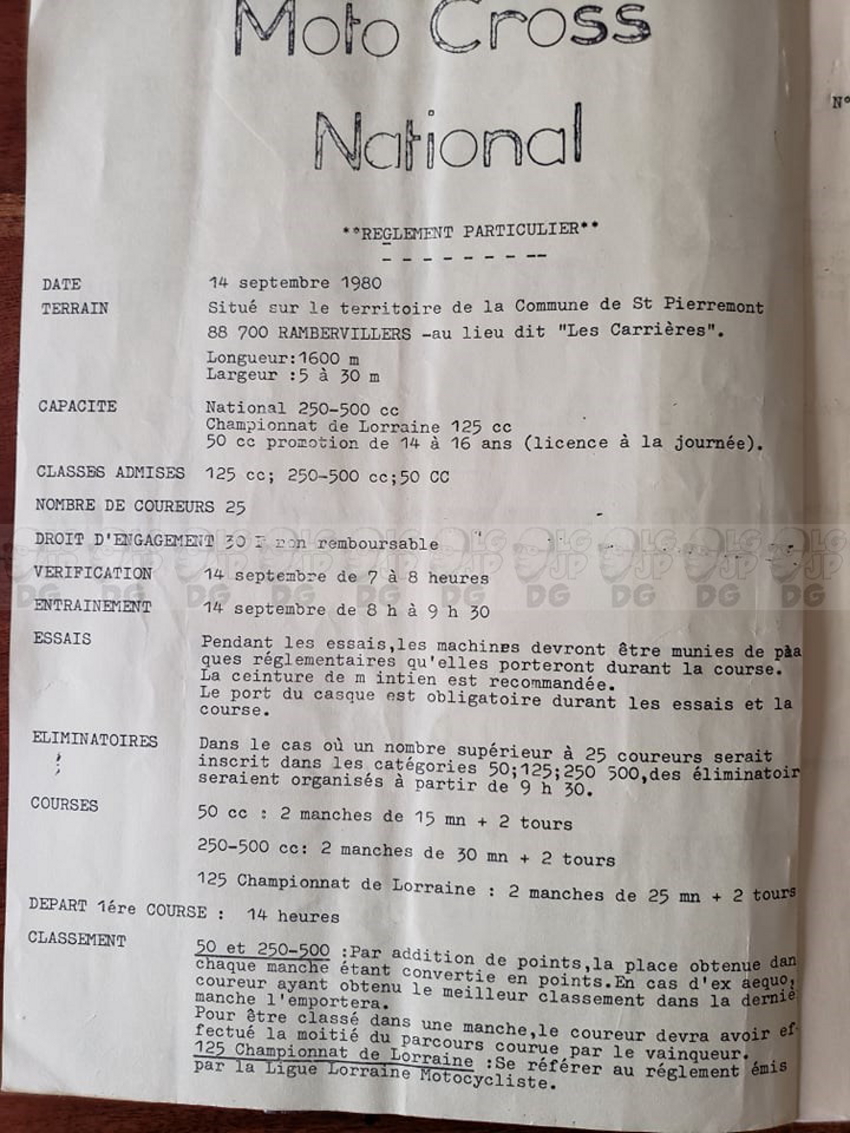 Moto Cross
National
N°
**REGLEMENT PARTICULIER**
DATE 14 septembre 1980
TERRAIN Situé sur le territoire de la Commune de St Pierremont
88 700 RAMBERVILLERS -au lieu dit "Les Carrières".
Longueur:1600 m
Largeur :5 à 30 m
CAPACITE National 250-500 cc
Championnat de Lorraine 125 cc
50 cc promotion de 14 à 16 ans (licence à la journée).
CLASSES ADMISES 125 cc; 250-500 cc;50 CC
NOMBRE DE COUREURS 25
DROIT D'ENGAGEMENT 30 F non remboursable
VERIFICATION 14 septembre de 7 à 8 heures
ENTRAINEMENT 14 septembre de 8 h à 9 h 30
ESSAIS Pendant les essais,les machines devront être munies de
ques réglementaires qu'elles porteront durant la course.
La ceinture de m intien est recommandée.
Le port du casque est obligatoire durant les essais et la
course.
ELIMINATOIRES Dans le cas où un nombre supérieur à 25 coureurs serait
inscrit dans les catégories 50;125;250 500,des éliminatoir
seraient organisés à partir de 9 h 30.
COURSES 50 cc : 2 manches de 15 mn + 2 tours
250-500 cc: 2 manches de 30 mn + 2 tours
125 Championnat de Lorraine : 2 manches de 25 mn + 2 tours
DEPART 1ére COURSE : 14 heures
CLASSEMENT 50 et 250-500 :Par addition de points,la place obtenue dan
chaque manche étant convertie en points.En cas d'ex aequo,
coureur ayant obtenu le meilleur classement dans la derniè
manche l'emportera.
Pour être classé dans une manche,le coureur devra avoir ef-
fectué la moitié du parcours courue par le vainqueur.
125 Championnat de Lorraine :Se référer au réglement émis
par la Ligue Lorraine Motocycliste.